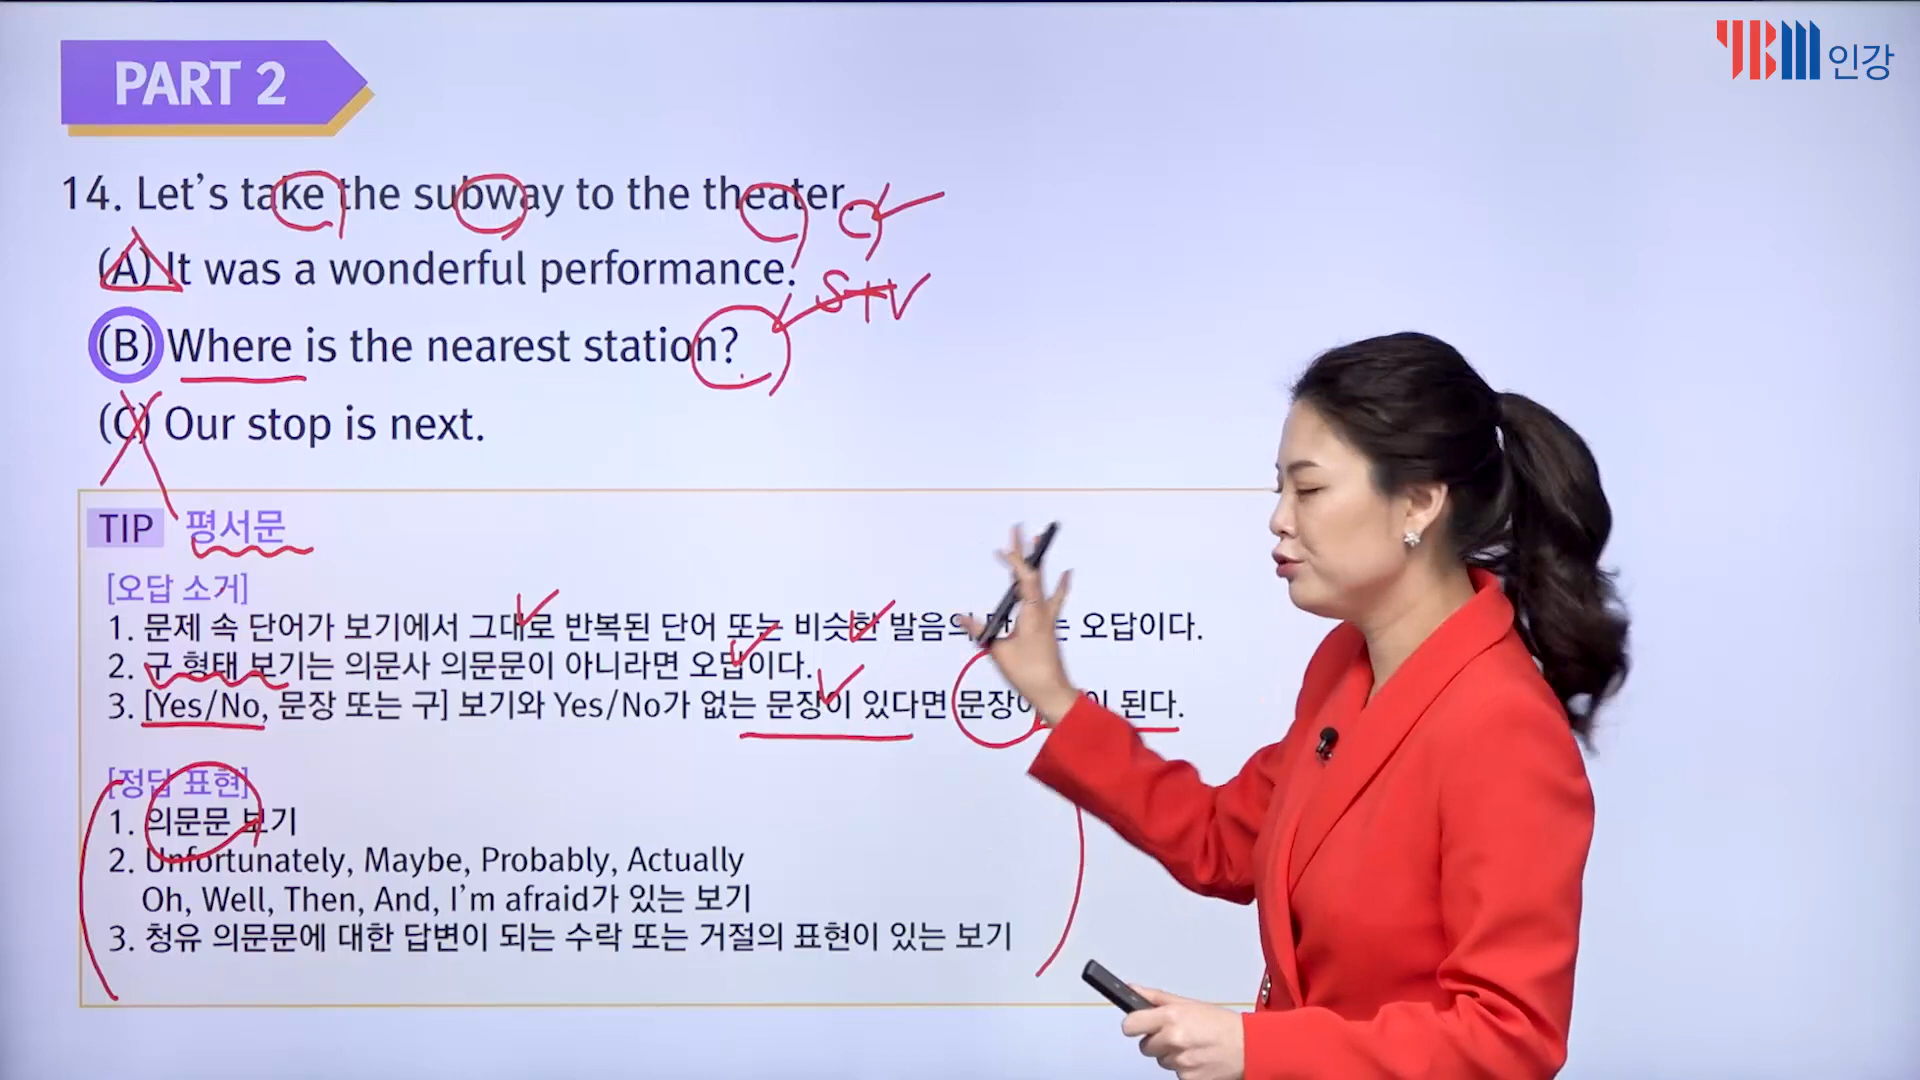 YBM 인강
PART 2
14. Let's take the subway to the theater.
(A) It was a wonderful performance.
S+V
(B) Where is the nearest station?
(C) Our stop is next.
TIP 평서문
[오답 소거]
1. 문제 속 단어가 보기에서 그대로 반복된 단어 또는 비슷한 발음의 오답이다.
2. 구 형태 보기는 의문사 의문문이 아니라면 오답이다.
3. [Yes/No, 문장 또는 구] 보기와 Yes/No가 없는 문장이 있다면 된다.
[정답 표현]
1. 의문문 보기
2. Unfortunately, Maybe, Probably, Actually
Oh, Well, Then, And, I'm afraid가 있는 보기
3. 청유 의문문에 대한 답변이 되는 수락 또는 거절의 표현이 있는 보기